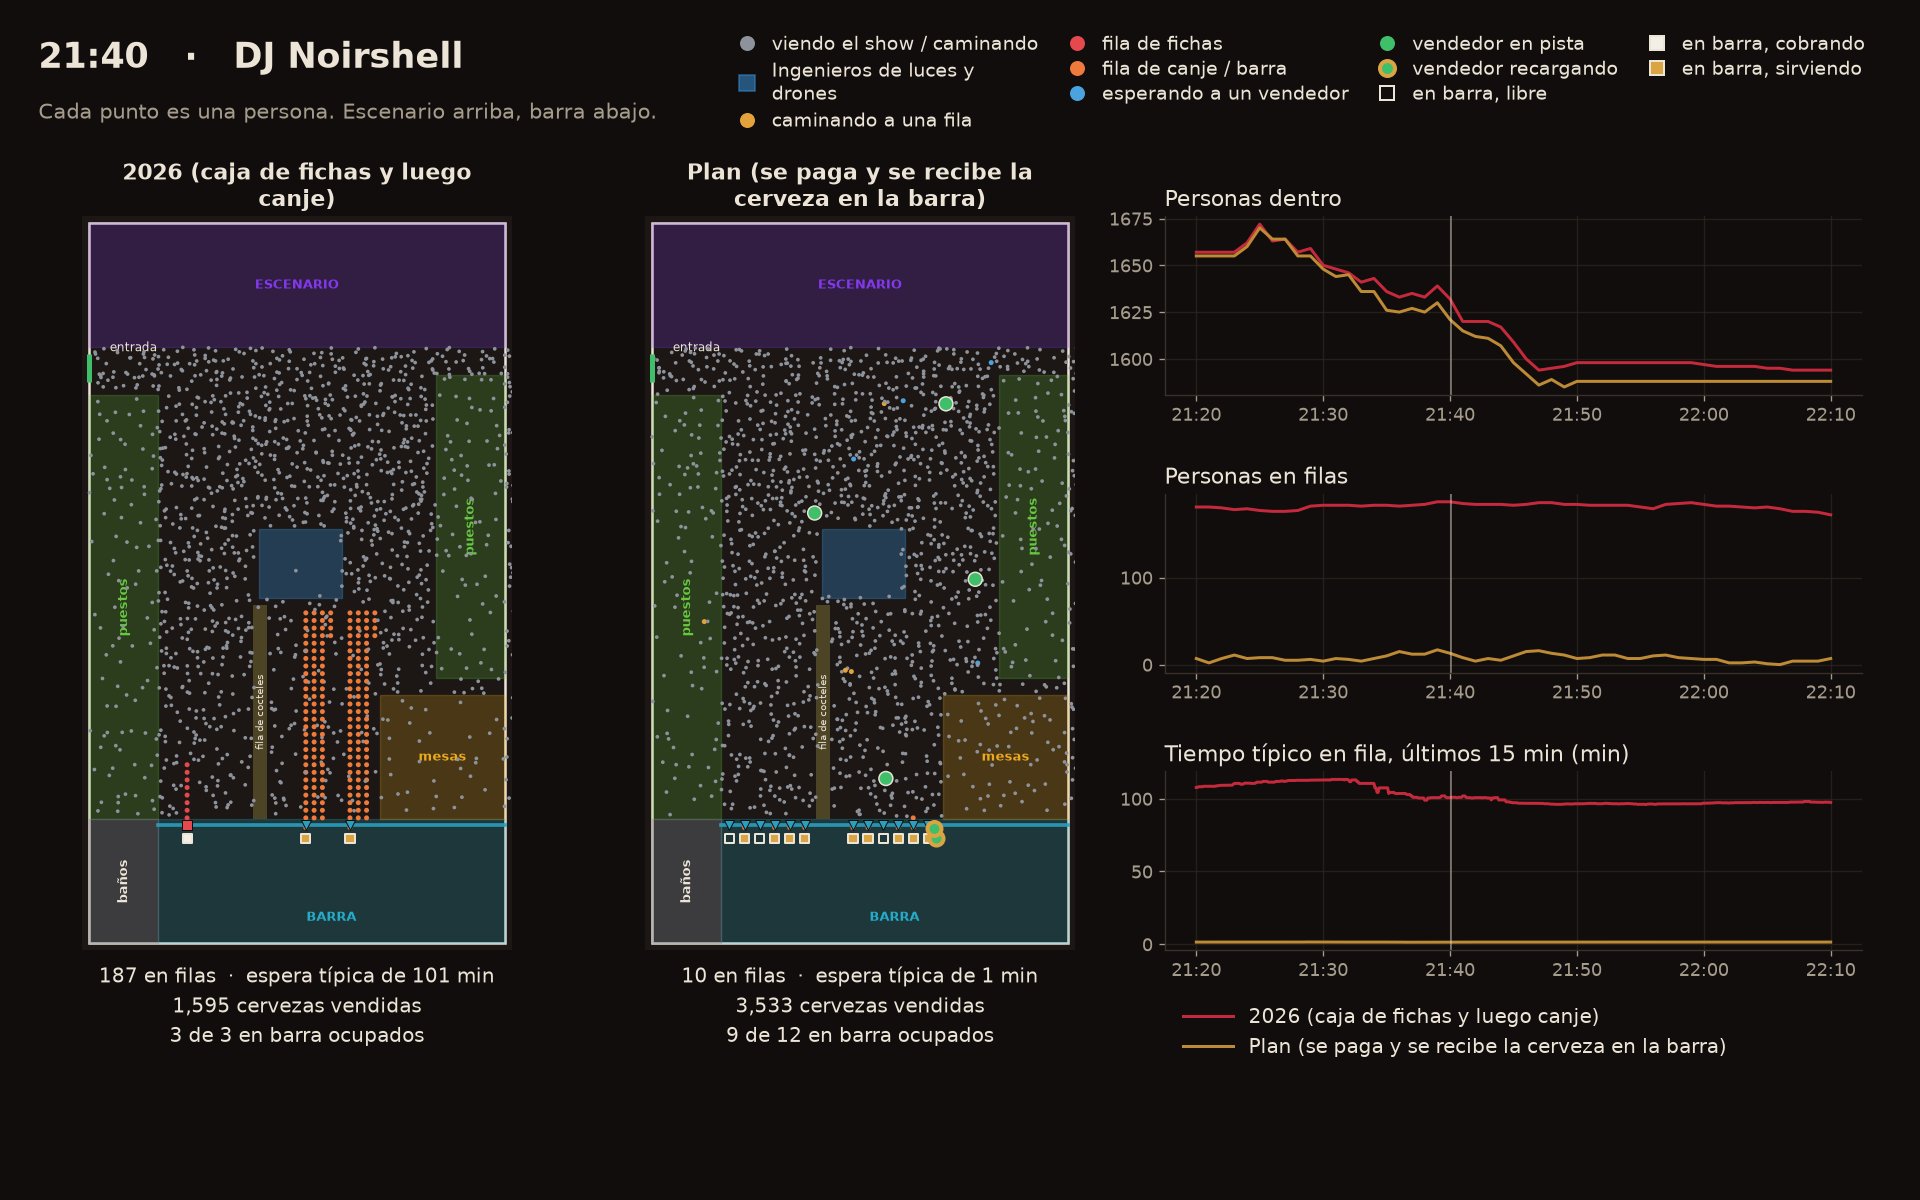 21:40 · DJ Noirshell
Cada punto es una persona. Escenario arriba, barra abajo.
viendo el show / caminando
Ingenieros de luces y
drones
caminando a una fila
fila de fichas
fila de canje / barra
esperando a un vendedor
vendedor en pista
vendedor recargando
en barra, libre
en barra, cobrando
en barra, sirviendo
2026 (caja de fichas y luego
canje)
ESCENARIO
entrada
puestos
puestos
fila de cocteles
mesas
baños
BARRA
187 en filas · espera típica de 101 min
1,595 cervezas vendidas
3 de 3 en barra ocupados
Plan (se paga y se recibe la
cerveza en la barra)
ESCENARIO
entrada
puestos
puestos
fila de cocteles
mesas
baños
BARRA
10 en filas · espera típica de 1 min
3,533 cervezas vendidas
9 de 12 en barra ocupados
Personas dentro
1675
1650
1625
1600
21:20 21:30 21:40 21:50 22:00 22:10
Personas en filas
100
0
21:20 21:30 21:40 21:50 22:00 22:10
Tiempo típico en fila, últimos 15 min (min)
100
50
0
21:20 21:30 21:40 21:50 22:00 22:10
2026 (caja de fichas y luego canje)
Plan (se paga y se recibe la cerveza en la barra)